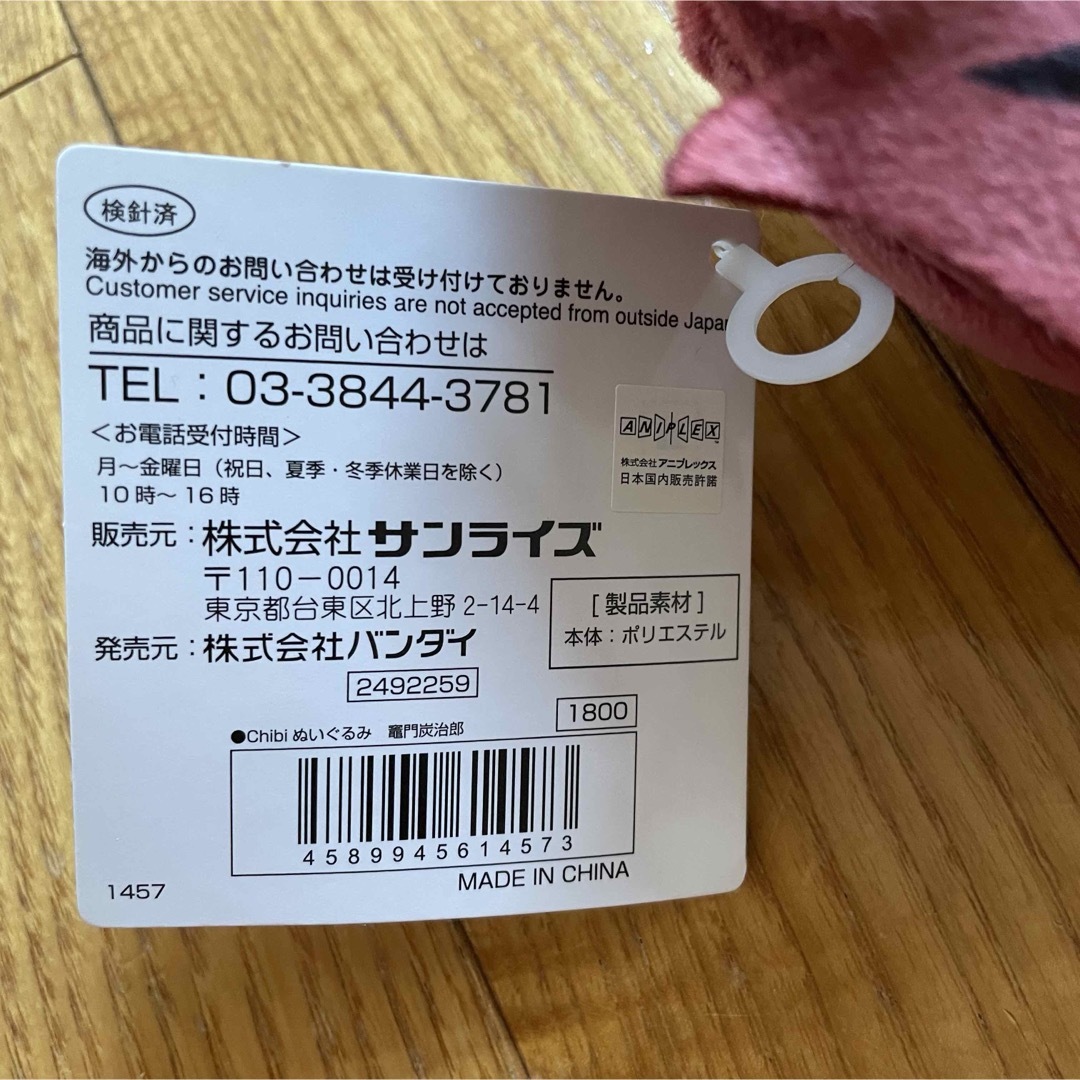 検針済
海外からのお問い合わせは受け付けておりません。
Customer service inquiries are not accepted from outside Japa
商品に関するお問い合わせは
TEL：03-3844-3781
＜お電話受付時間＞
月～金曜日（祝日、夏季・冬季休業日を除く）
10時～16時
ANIPLEX
株式会社アニプレックス
日本国内販売許諾
販売元：株式会社サンライズ
〒110－0014
東京都台東区北上野2-14-4
発売元：株式会社バンダイ
2492259
［製品素材］
本体：ポリエステル
1800
●Chibiぬいぐるみ　竈門炭治郎
4589945614573
MADE IN CHINA
1457